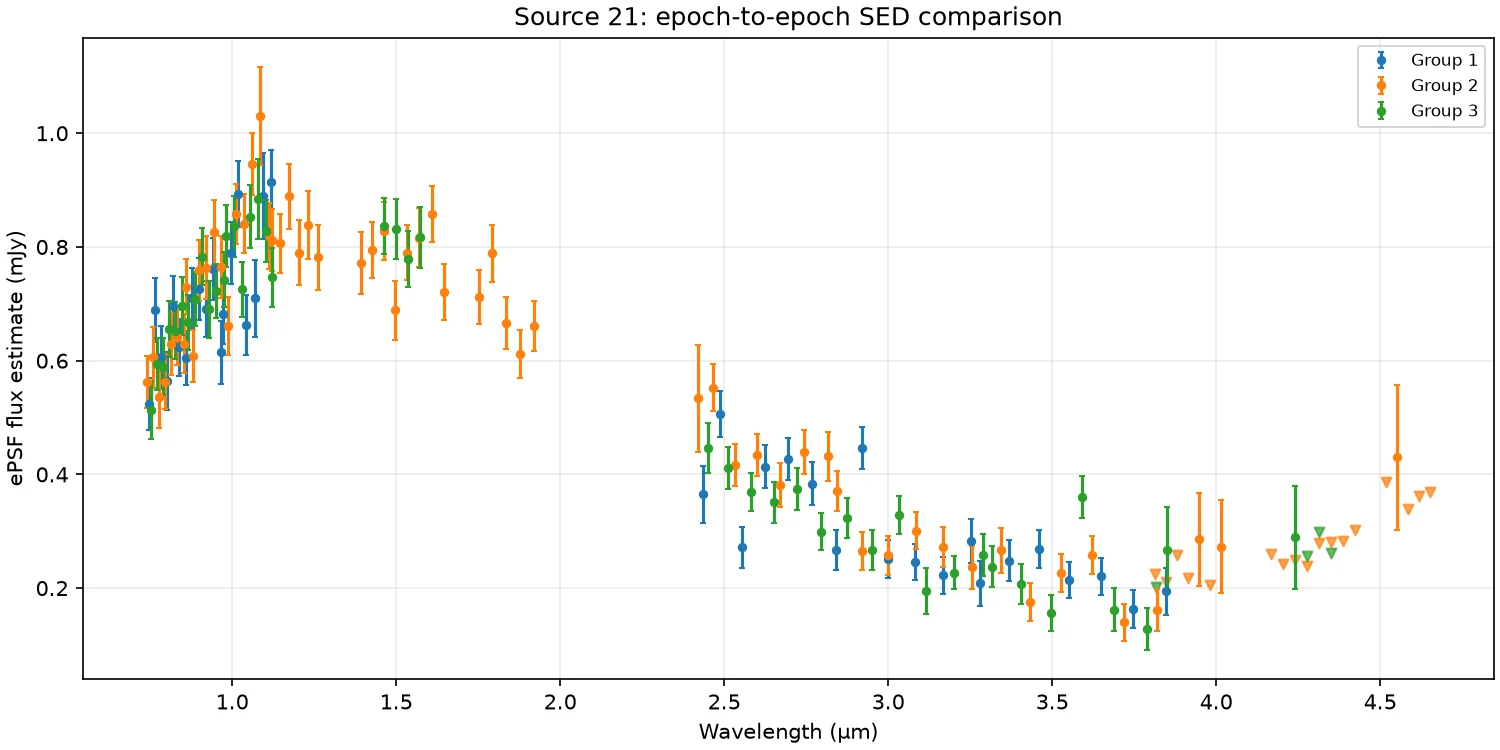 Source 21: epoch-to-epoch SED comparison
Group 1
Group 2
Group 3
ePSF flux estimate (mJy)
1.0
0.8
0.6
0.4
0.2
1.0 1.5 2.0 2.5 3.0 3.5 4.0 4.5
Wavelength (µm)